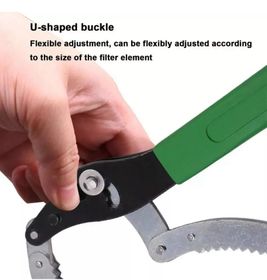 U-shaped buckle
Flexible adjustment, can be flexibly adjusted according
to the size of the filter element